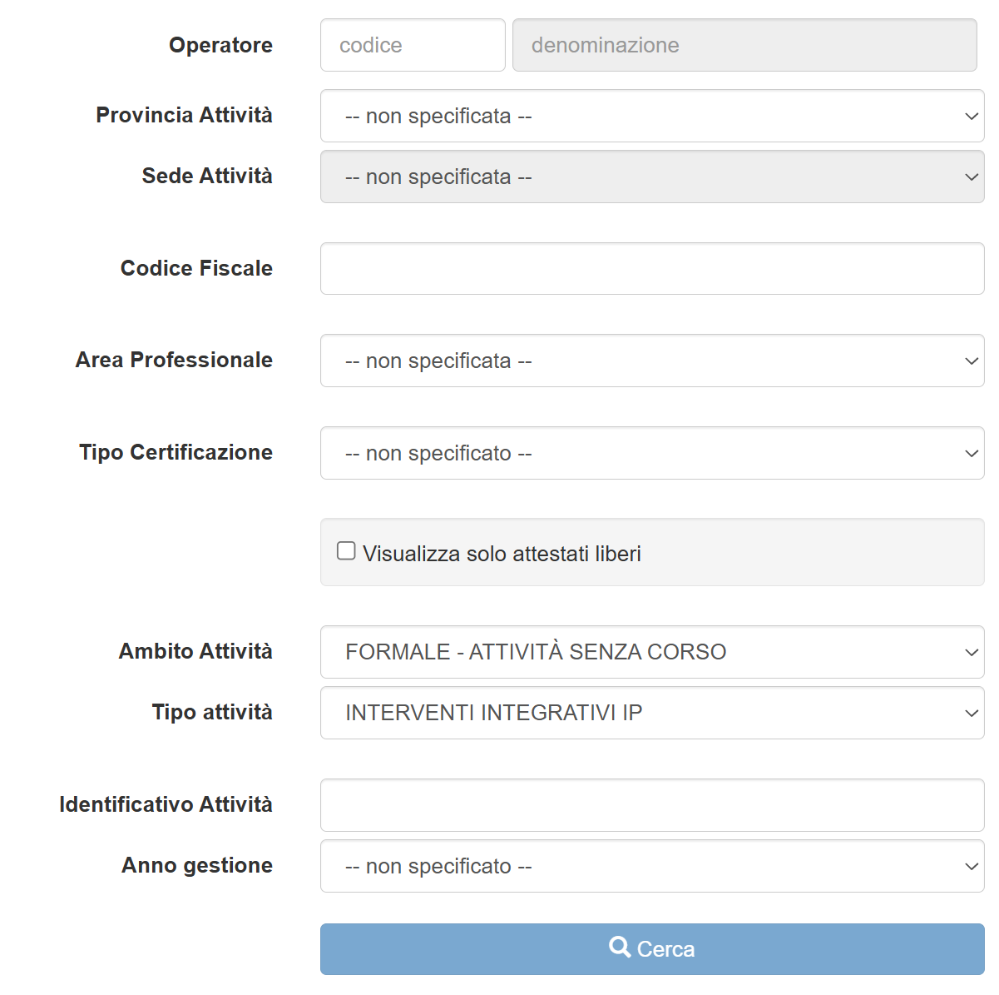 Operatore codice denominazione
Provincia Attività -- non specificata --
Sede Attività -- non specificata --
Codice Fiscale
Area Professionale -- non specificata --
Tipo Certificazione -- non specificato --
Visualizza solo attestati liberi
Ambito Attività FORMALE - ATTIVITÀ SENZA CORSO
Tipo attività INTERVENTI INTEGRATIVI IP
Identificativo Attività
Anno gestione -- non specificato --
Cerca